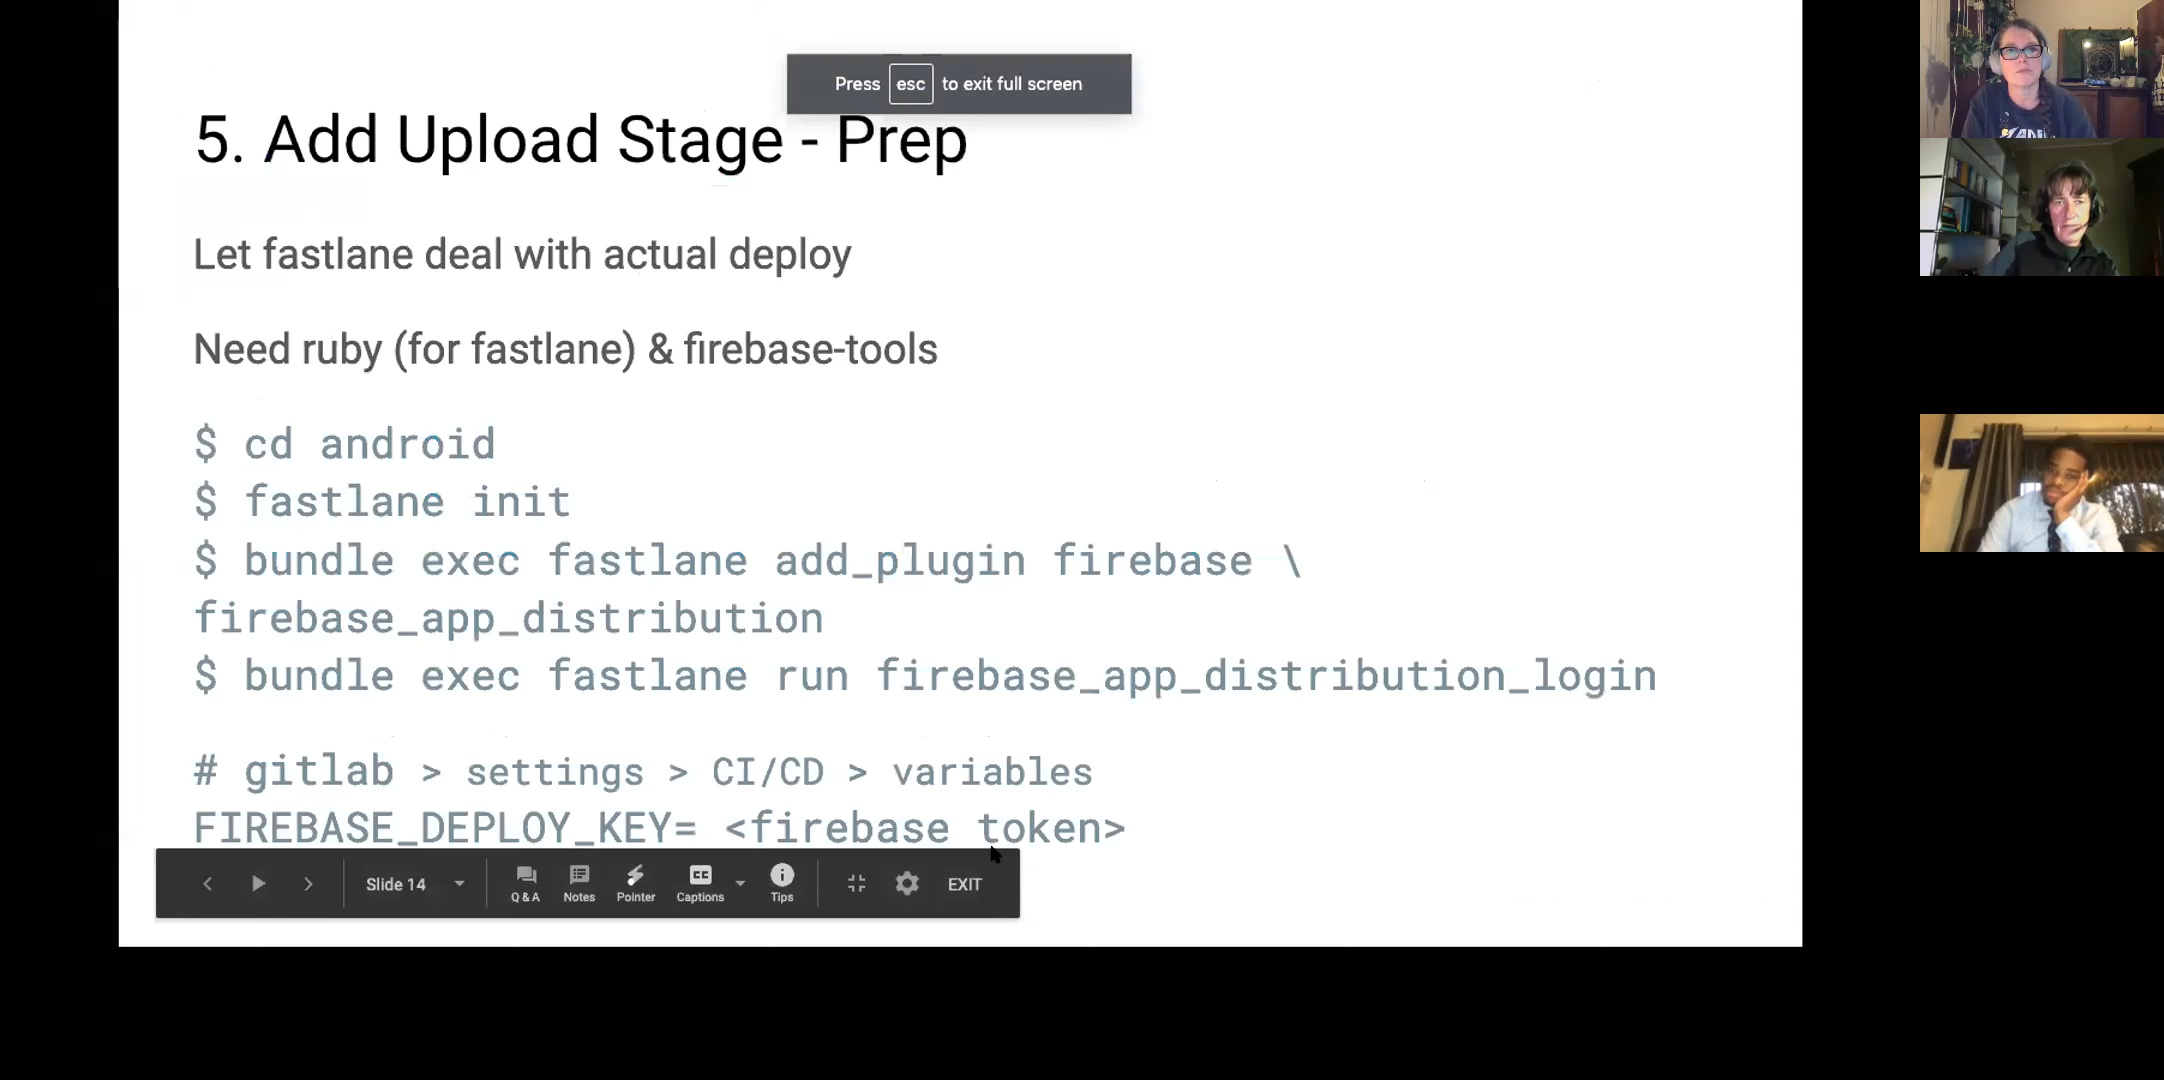 Press esc to exit full screen
5. Add Upload Stage - Prep
Let fastlane deal with actual deploy
Need ruby (for fastlane) & firebase-tools
$ cd android
$ fastlane init
$ bundle exec fastlane add_plugin firebase \
firebase_app_distribution
$ bundle exec fastlane run firebase_app_distribution_login
# gitlab > settings > CI/CD > variables
FIREBASE_DEPLOY_KEY= <firebase token>
Slide 14 Q & A Notes Pointer CC Captions Tips EXIT